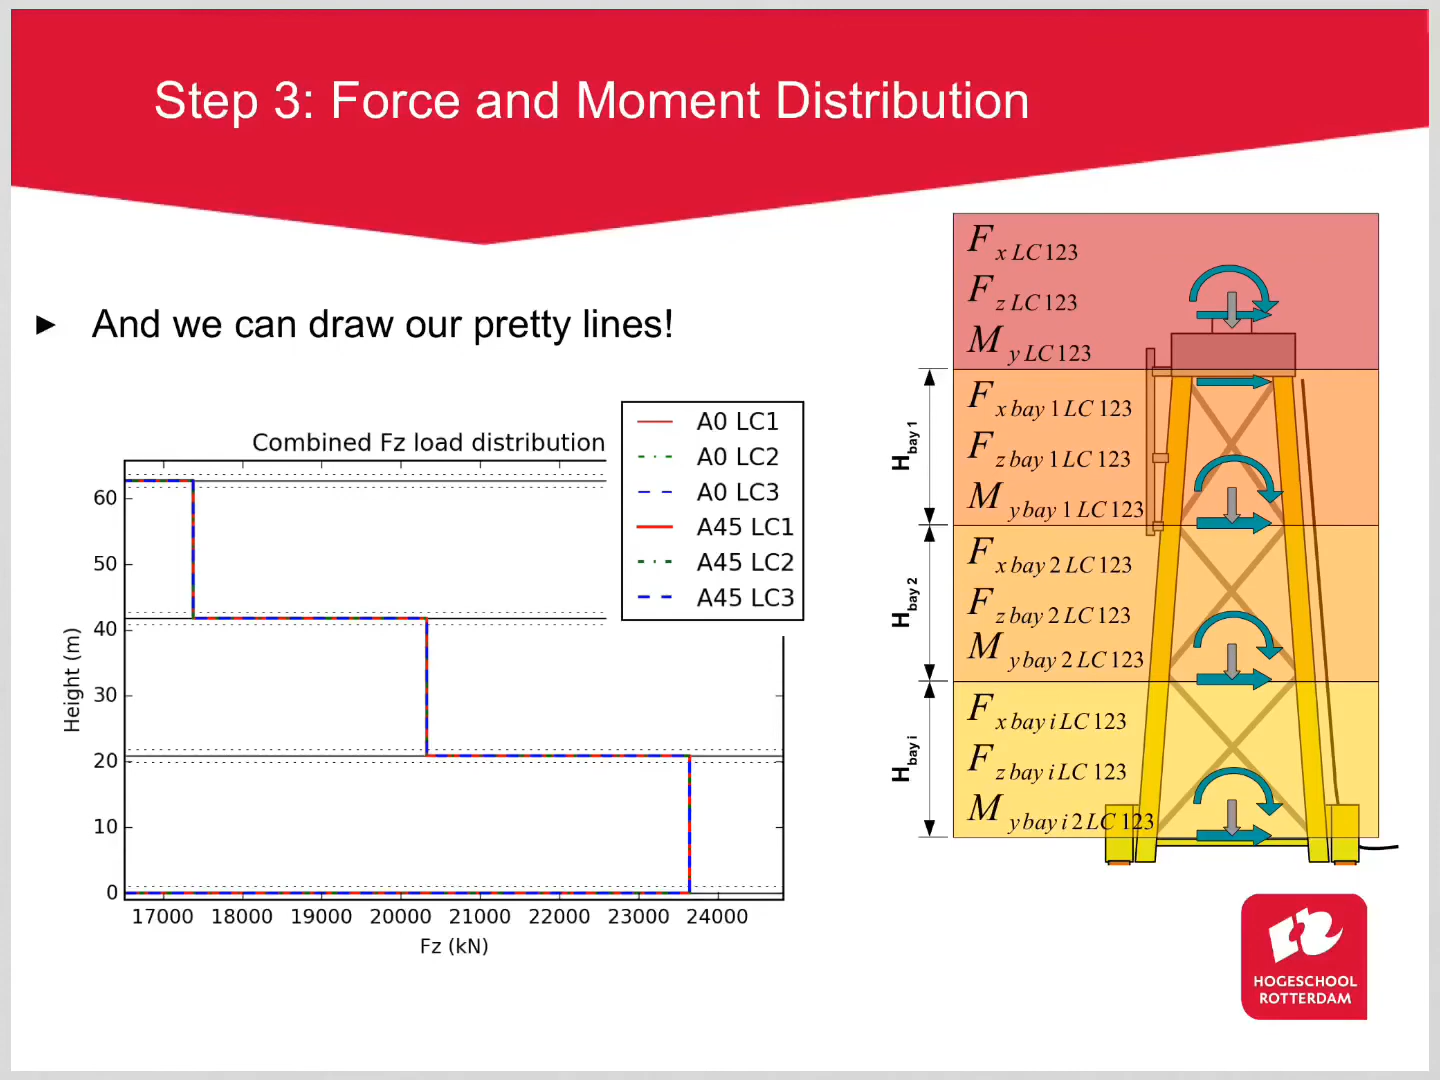 Step 3: Force and Moment Distribution
► And we can draw our pretty lines!
Combined Fz load distribution
A0 LC1
A0 LC2
A0 LC3
A45 LC1
A45 LC2
A45 LC3
60
50
40
30
20
10
0
Height (m)
17000 18000 19000 20000 21000 22000 23000 24000
Fz (kN)
F x LC 123
F z LC 123
M y LC 123
H bay 1
F x bay 1 LC 123
F z bay 1 LC 123
M y bay 1 LC 123
H bay 2
F x bay 2 LC 123
F z bay 2 LC 123
M y bay 2 LC 123
H bay i
F x bay i LC 123
F z bay i LC 123
M y bay i 2 LC 123
HOGESCHOOL
ROTTERDAM